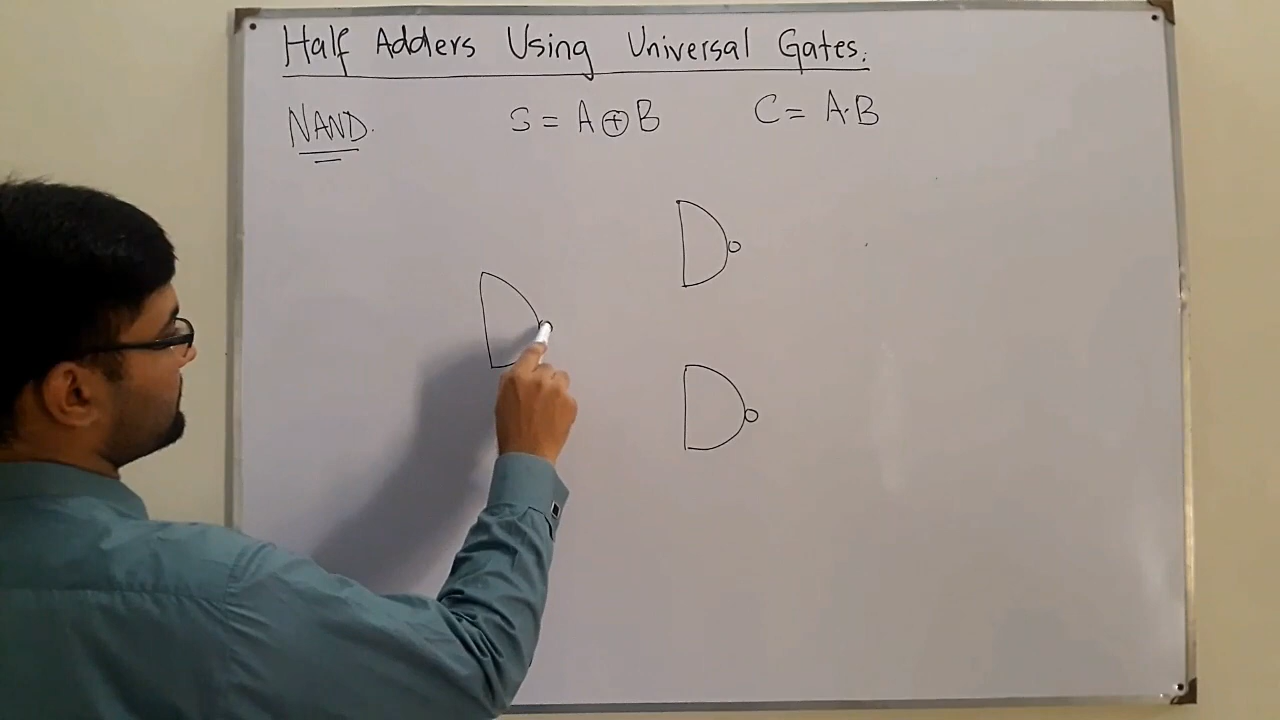 Half Adders Using Universal Gates.
NAND. S = A ⊕ B C = A·B